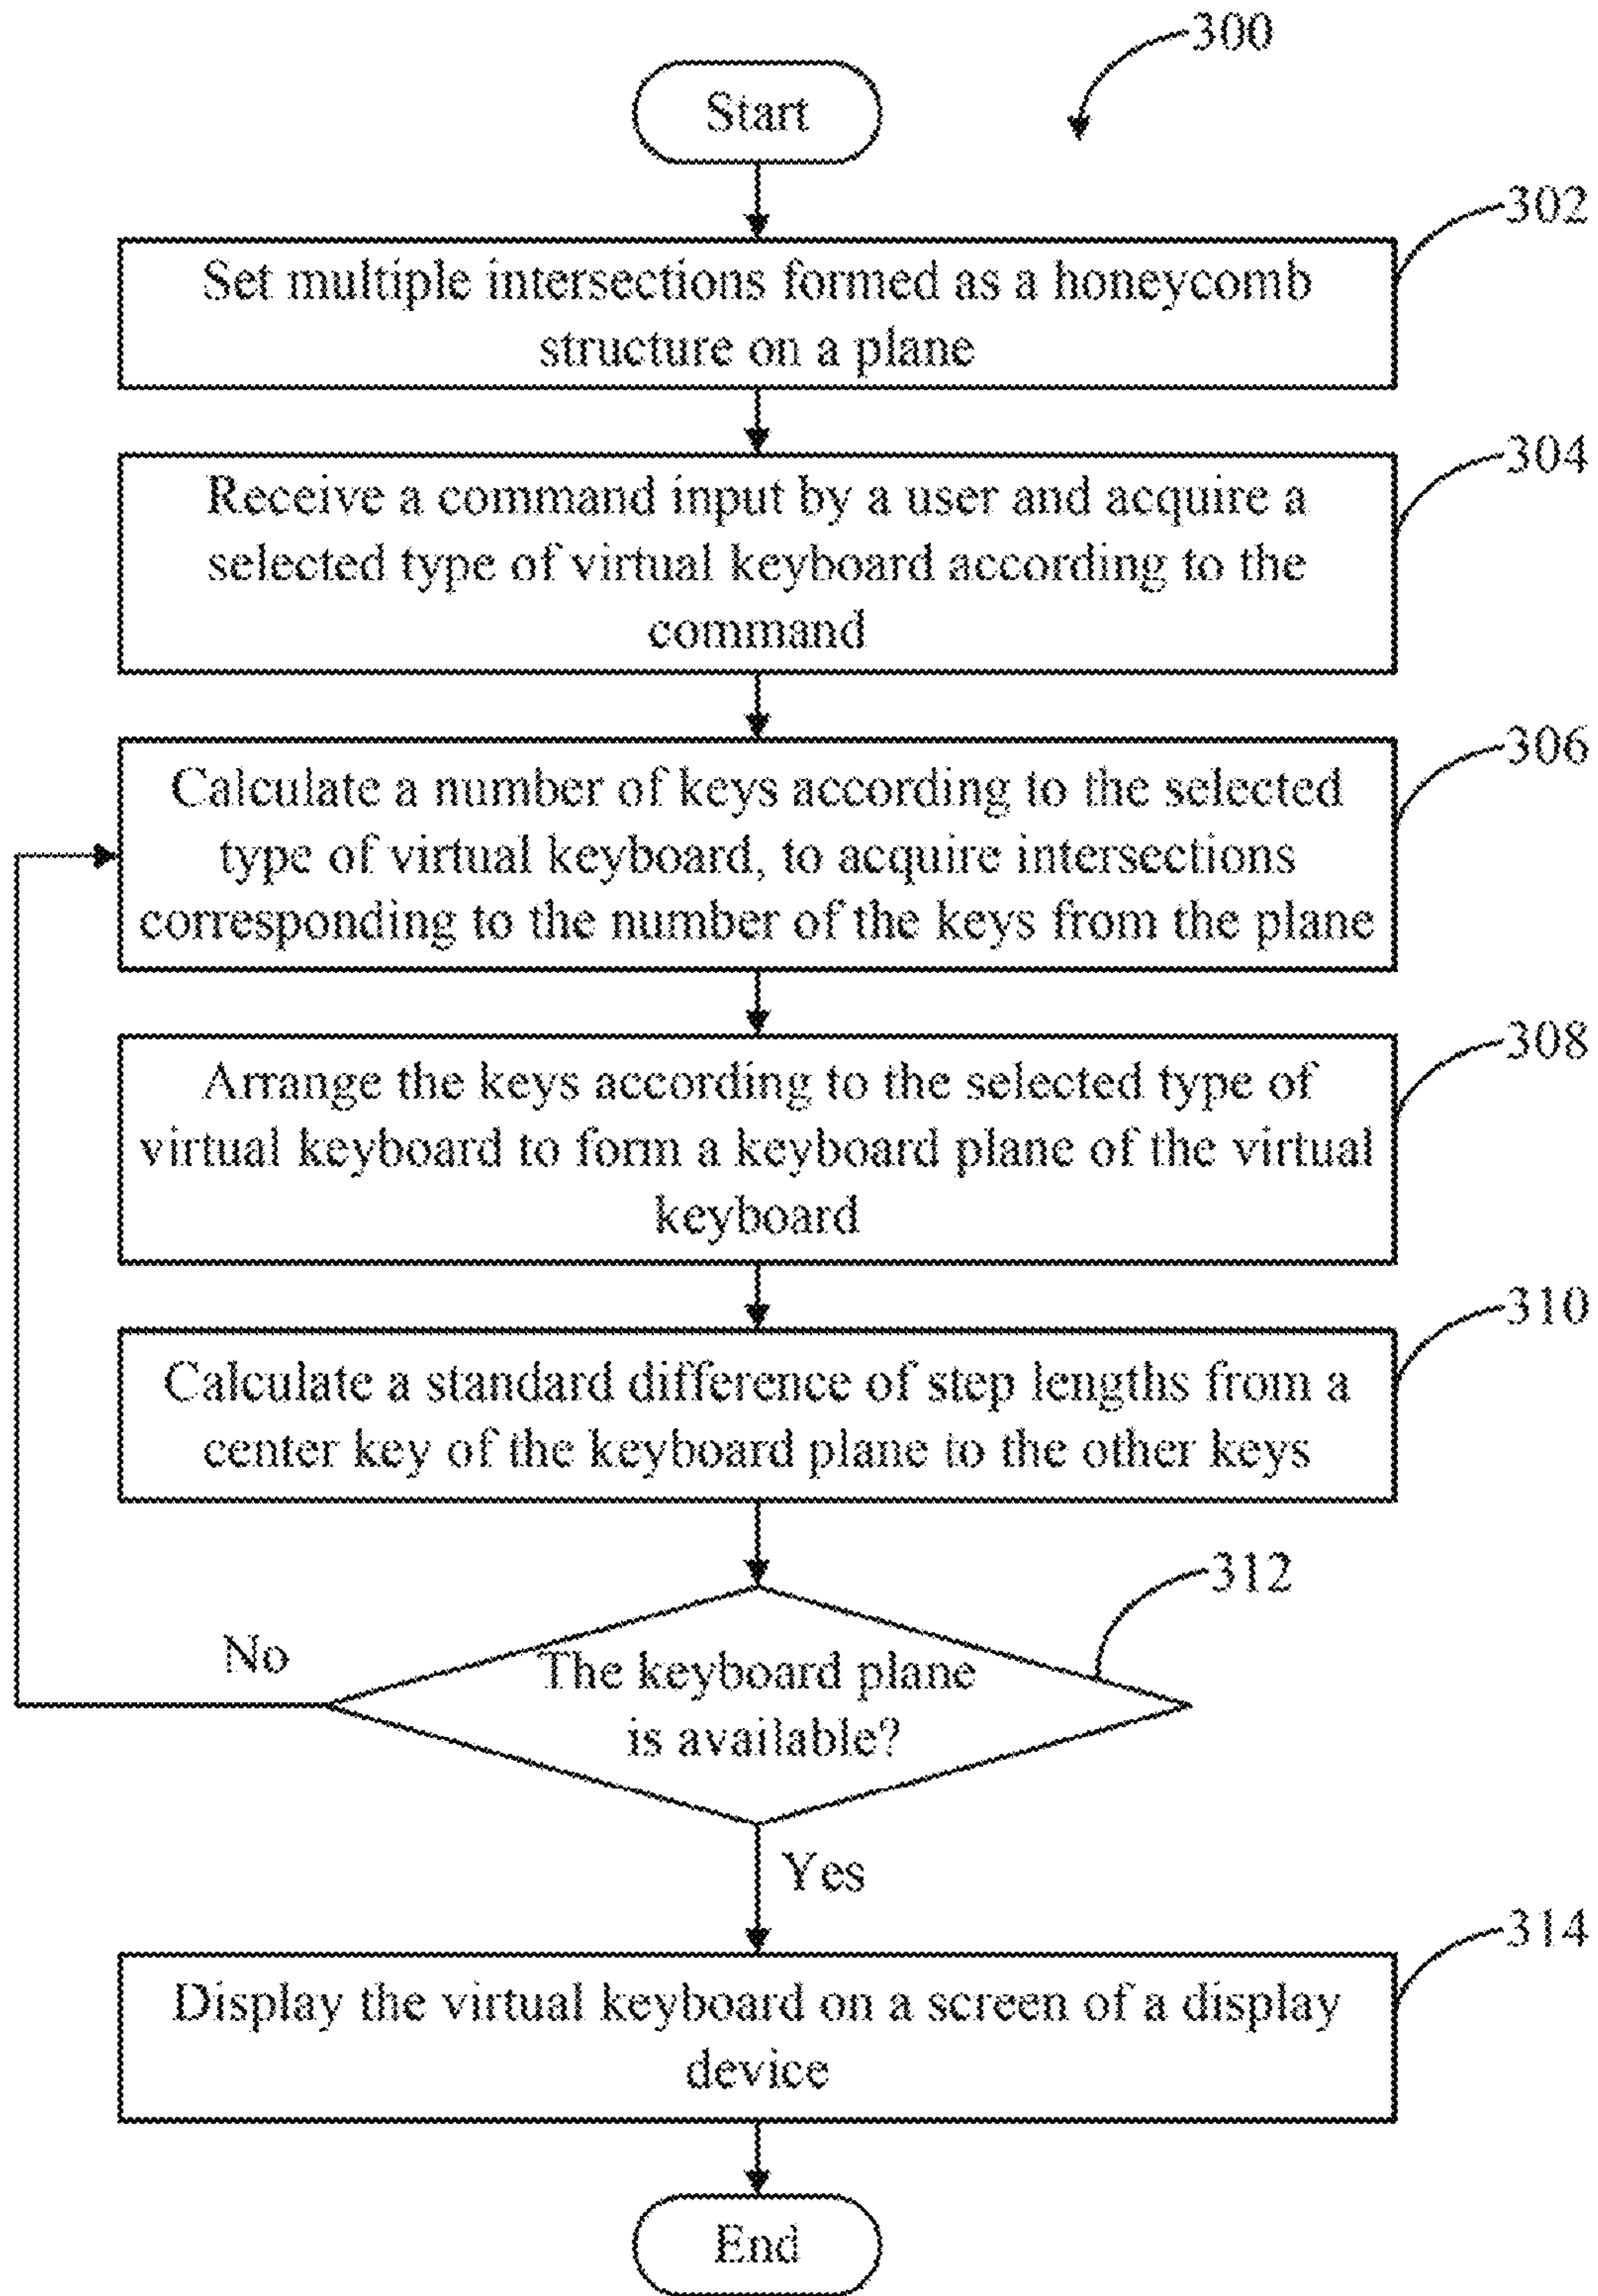 300
Start
302
Set multiple intersections formed as a honeycomb
structure on a plane
304
Receive a command input by a user and acquire a
selected type of virtual keyboard according to the
command
306
Calculate a number of keys according to the selected
type of virtual keyboard, to acquire intersections
corresponding to the number of the keys from the plane
308
Arrange the keys according to the selected type of
virtual keyboard to form a keyboard plane of the virtual
keyboard
310
Calculate a standard difference of step lengths from a
center key of the keyboard plane to the other keys
312
No
The keyboard plane
is available?
Yes
314
Display the virtual keyboard on a screen of a display
device
End